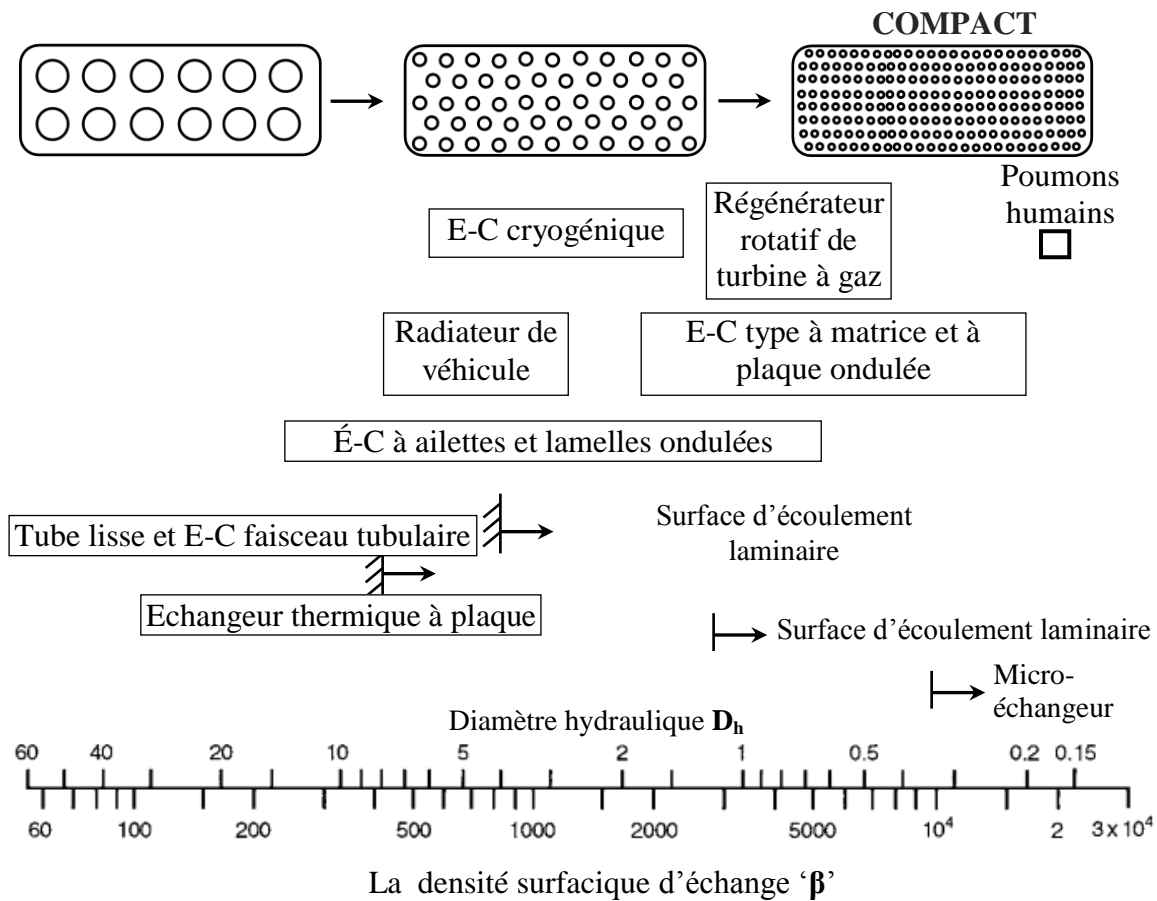 COMPACT
Poumons
humains
E-C cryogénique
Régénérateur
rotatif de
turbine à gaz
Radiateur de
véhicule
E-C type à matrice et à
plaque ondulée
É-C à ailettes et lamelles ondulées
Tube lisse et E-C faisceau tubulaire
Surface d’écoulement
laminaire
Echangeur thermique à plaque
Surface d’écoulement laminaire
Micro-
échangeur
Diamètre hydraulique Dₕ
60 40 20 10 5 2 1 0.5 0.2 0.15
60 100 200 500 1000 2000 5000 10⁴ 2 3x10⁴
La densité surfacique d’échange ‘β’